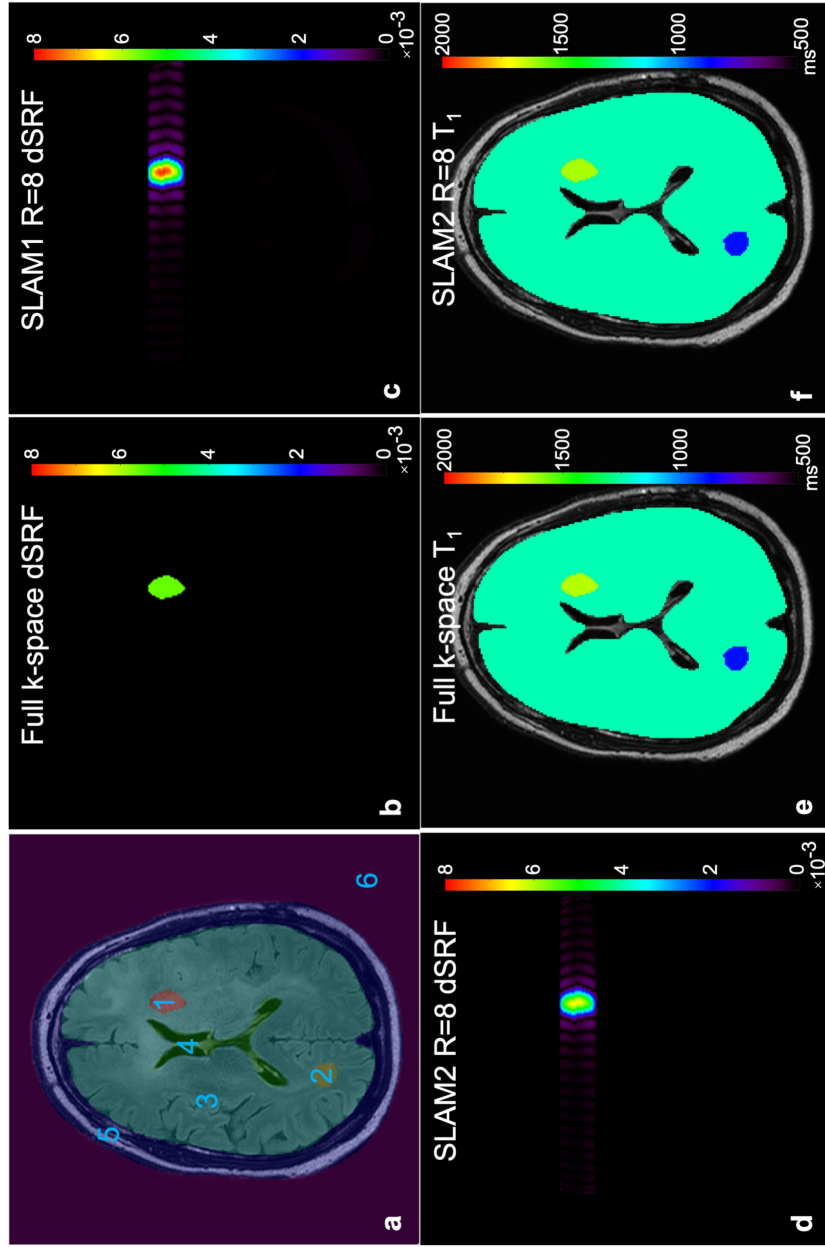 a
5
3
4
1
2
6
b
Full k-space dSRF
8
6
4
2
0
×10⁻³
c
SLAM1 R=8 dSRF
8
6
4
2
0
×10⁻³
d
SLAM2 R=8 dSRF
8
6
4
2
0
×10⁻³
e
Full k-space T₁
2000
1500
1000
500
ms
f
SLAM2 R=8 T₁
2000
1500
1000
500
ms